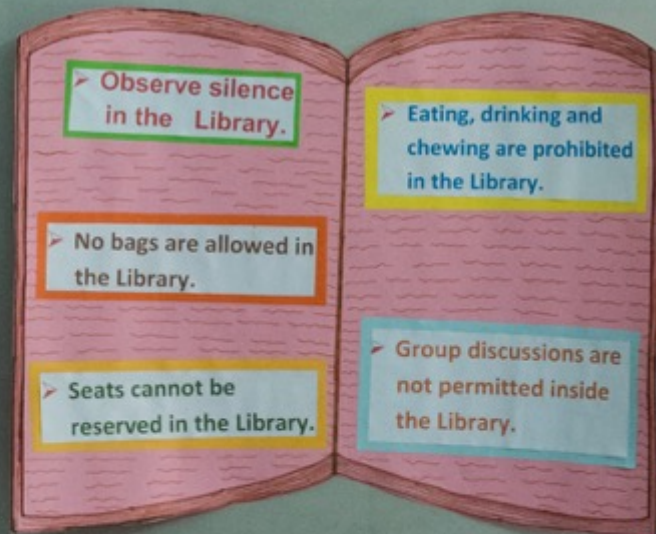 ➢ Observe silence
in the Library.
➢ No bags are allowed in
the Library.
➢ Seats cannot be
reserved in the Library.
➢ Eating, drinking and
chewing are prohibited
in the Library.
➢ Group discussions are
not permitted inside
the Library.